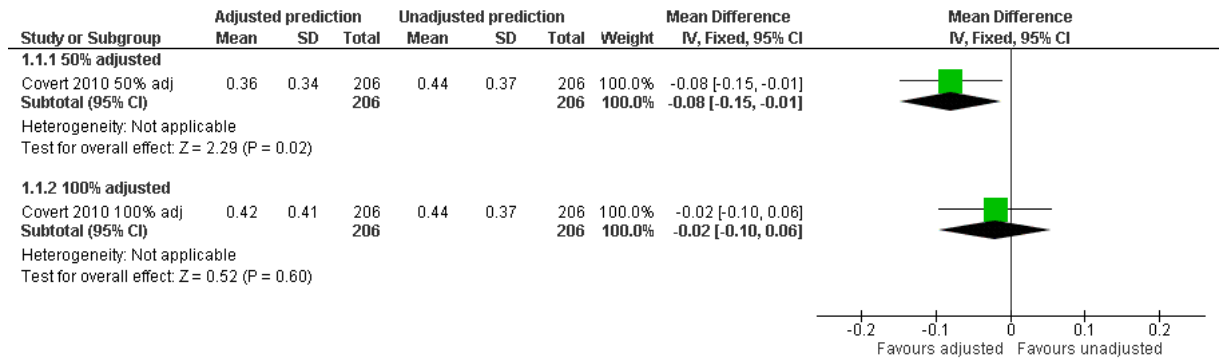 Adjusted prediction Unadjusted prediction Mean Difference Mean Difference
Study or Subgroup Mean SD Total Mean SD Total Weight IV, Fixed, 95% CI IV, Fixed, 95% CI
1.1.1 50% adjusted
Covert 2010 50% adj 0.36 0.34 206 0.44 0.37 206 100.0% -0.08 [-0.15, -0.01]
Subtotal (95% CI) 206 206 100.0% -0.08 [-0.15, -0.01]
Heterogeneity: Not applicable
Test for overall effect: Z = 2.29 (P = 0.02)
1.1.2 100% adjusted
Covert 2010 100% adj 0.42 0.41 206 0.44 0.37 206 100.0% -0.02 [-0.10, 0.06]
Subtotal (95% CI) 206 206 100.0% -0.02 [-0.10, 0.06]
Heterogeneity: Not applicable
Test for overall effect: Z = 0.52 (P = 0.60)
-0.2 -0.1 0 0.1 0.2
Favours adjusted Favours unadjusted